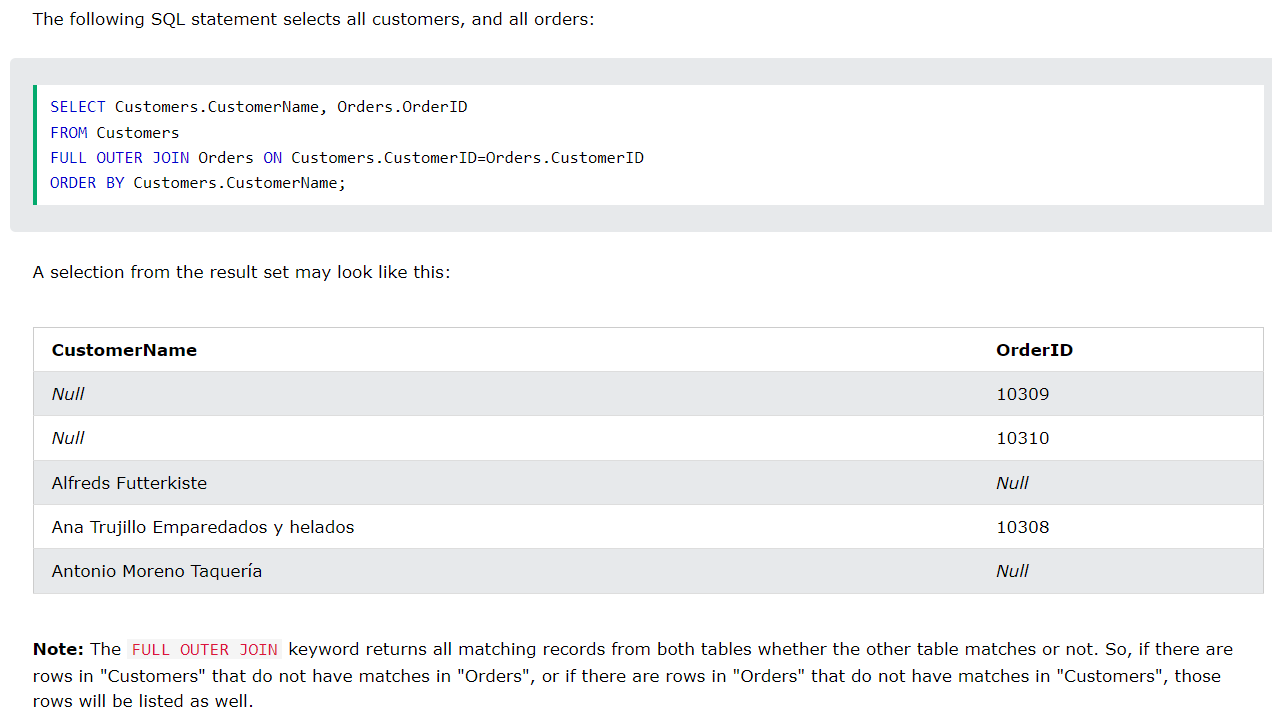 The following SQL statement selects all customers, and all orders:
SELECT Customers.CustomerName, Orders.OrderID
FROM Customers
FULL OUTER JOIN Orders ON Customers.CustomerID=Orders.CustomerID
ORDER BY Customers.CustomerName;
A selection from the result set may look like this:
CustomerName OrderID
Null 10309
Null 10310
Alfreds Futterkiste Null
Ana Trujillo Emparedados y helados 10308
Antonio Moreno Taquería Null
Note: The FULL OUTER JOIN keyword returns all matching records from both tables whether the other table matches or not. So, if there are
rows in "Customers" that do not have matches in "Orders", or if there are rows in "Orders" that do not have matches in "Customers", those
rows will be listed as well.